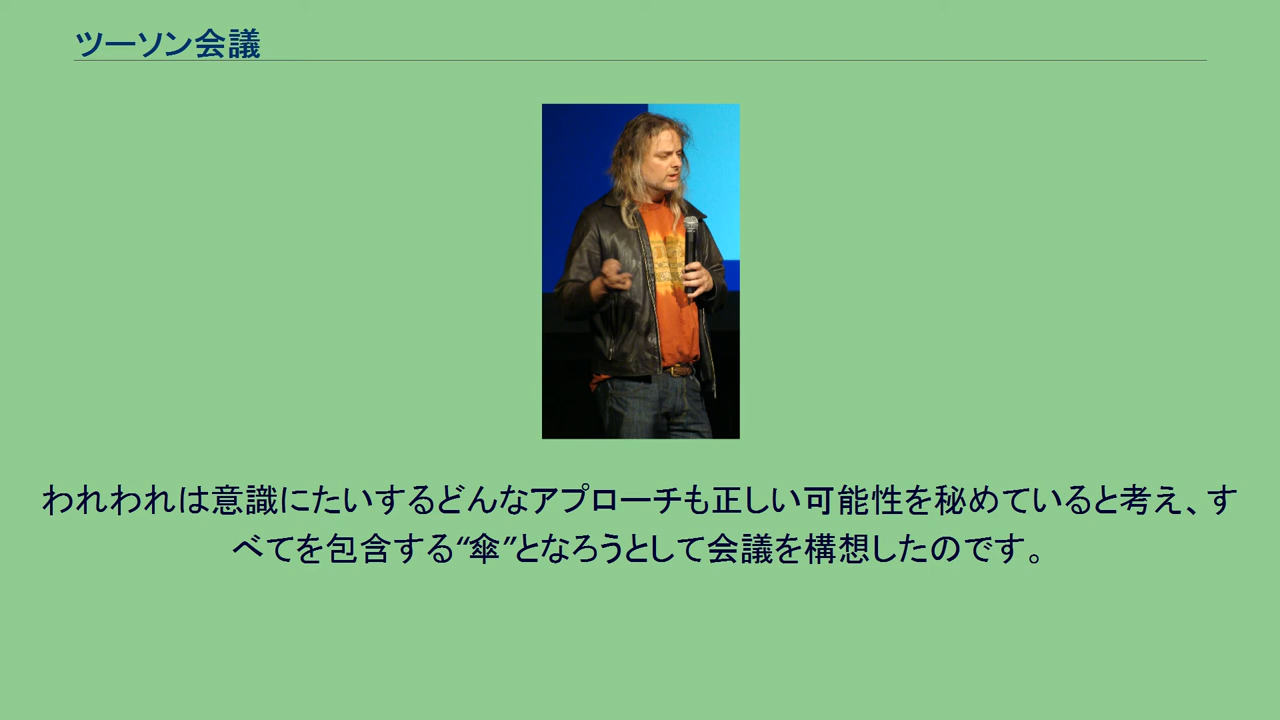 ツーソン会議
われわれは意識にたいするどんなアプローチも正しい可能性を秘めていると考え、す
べてを包含する“傘”となろうとして会議を構想したのです。